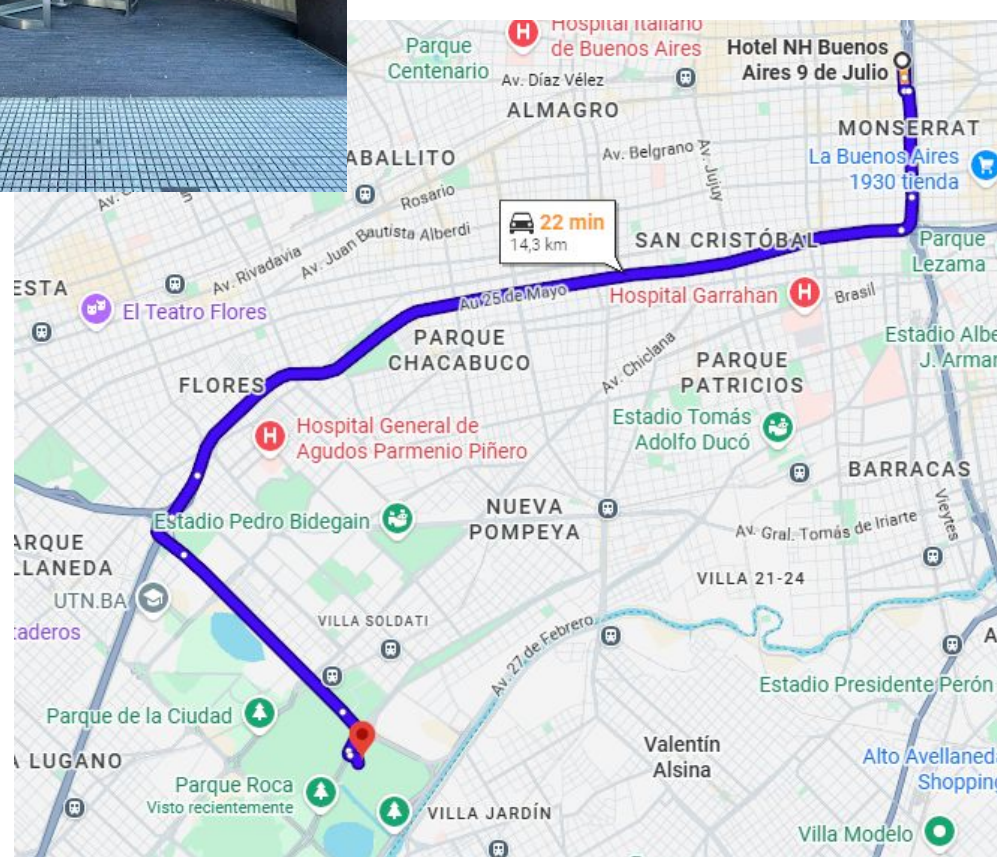 Hospital Italiano
de Buenos Aires
Parque
Centenario
Av. Díaz Vélez
Hotel NH Buenos
Aires 9 de Julio
ALMAGRO
MONSERRAT
ABALLITO
Av. Belgrano
Av. Jujuy
La Buenos Aires
1930 tienda
Rosario
Av. Juan Bautista Alberdi
Av. Rivadavia
22 min
14,3 km
SAN CRISTÓBAL
Parque
Lezama
ESTA
El Teatro Flores
Au 25 de Mayo
Hospital Garrahan
Brasil
PARQUE
CHACABUCO
Estadio Albe
J. Arman
Av. Chiclana
PARQUE
PATRICIOS
FLORES
Hospital General de
Agudos Parmenio Piñero
Estadio Tomás
Adolfo Ducó
BARRACAS
Vieytes
NUEVA
POMPEYA
Estadio Pedro Bidegain
Av. Gral. Tomás de Iriarte
ARQUE
LLANEDA
VILLA 21-24
UTN.BA
VILLA SOLDATI
taderos
Av. 27 de Febrero
Estadio Presidente Perón
Parque de la Ciudad
LUGANO
Valentín
Alsina
Alto Avellaneda
Shopping
Parque Roca
Visto recientemente
VILLA JARDÍN
Villa Modelo